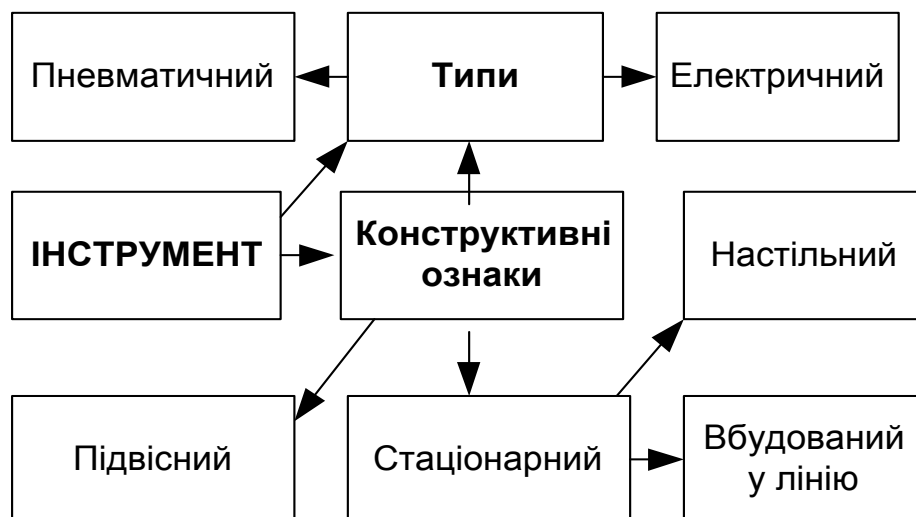 Пневматичний
Типи
Електричний
ІНСТРУМЕНТ
Конструктивні
ознаки
Настільний
Підвісний
Стаціонарний
Вбудований
у лінію